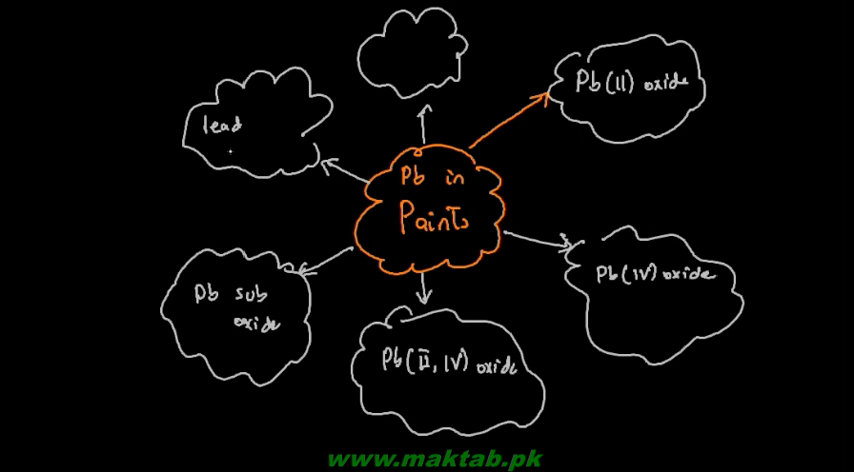 Pb (II) oxide
lead
Pb in
Paints
Pb (IV) oxide
Pb sub
oxide
Pb (II, IV) oxide
www.maktab.pk